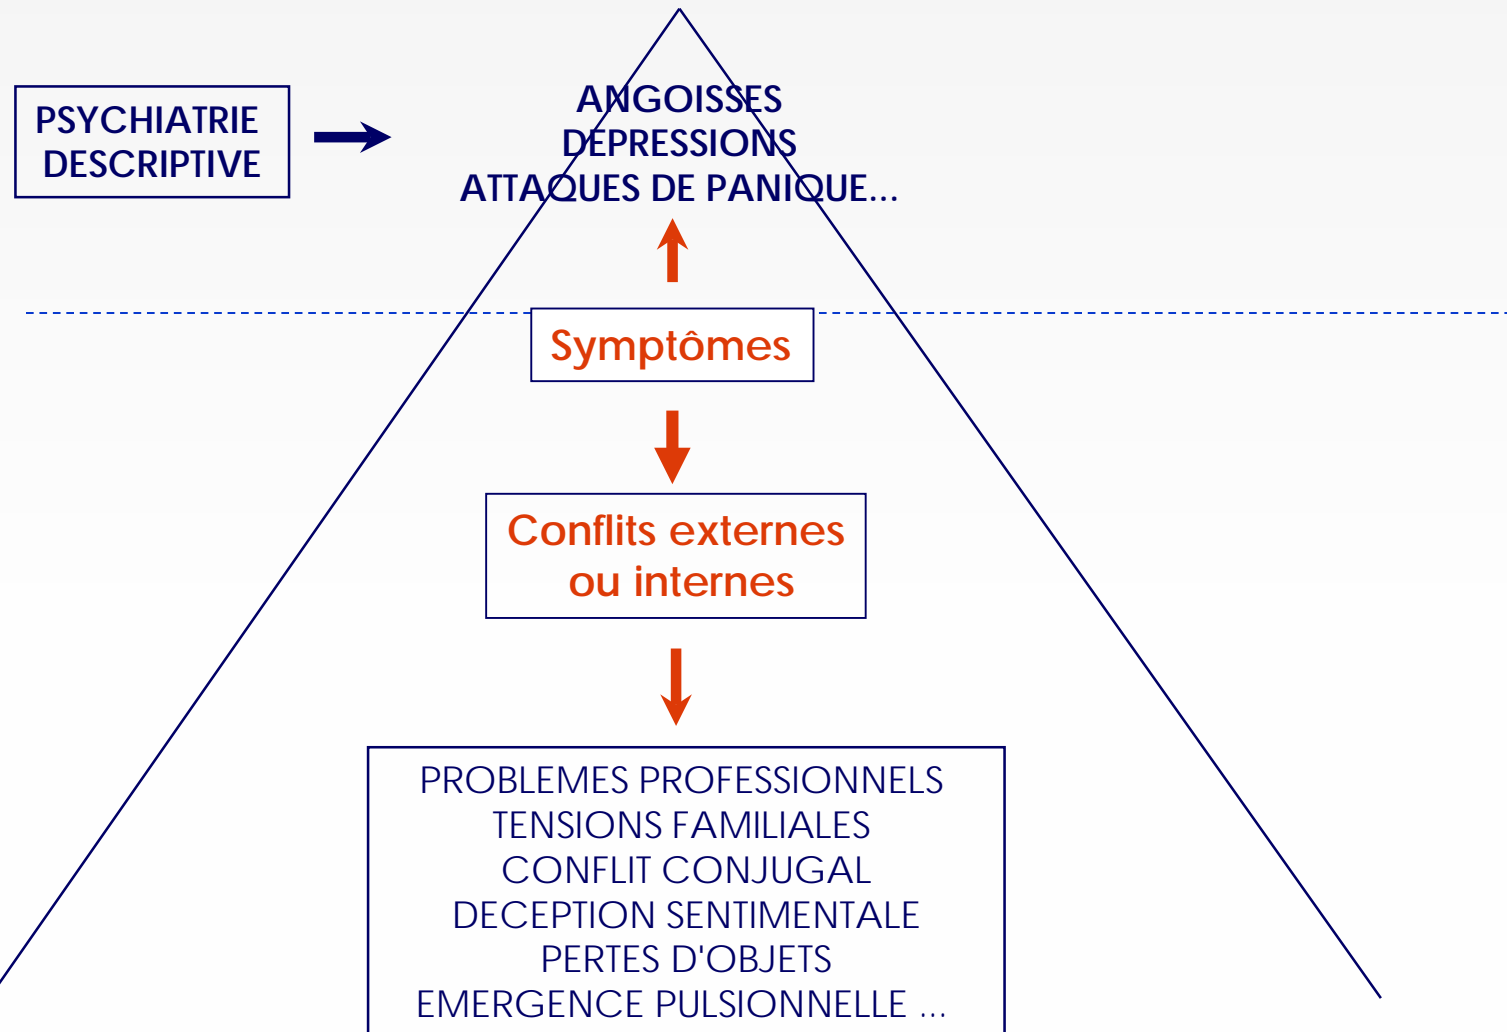 PSYCHIATRIE
DESCRIPTIVE
ANGOISSES
DEPRESSIONS
ATTAQUES DE PANIQUE...
Symptômes
Conflits externes
ou internes
PROBLEMES PROFESSIONNELS
TENSIONS FAMILIALES
CONFLIT CONJUGAL
DECEPTION SENTIMENTALE
PERTES D'OBJETS
EMERGENCE PULSIONNELLE ...